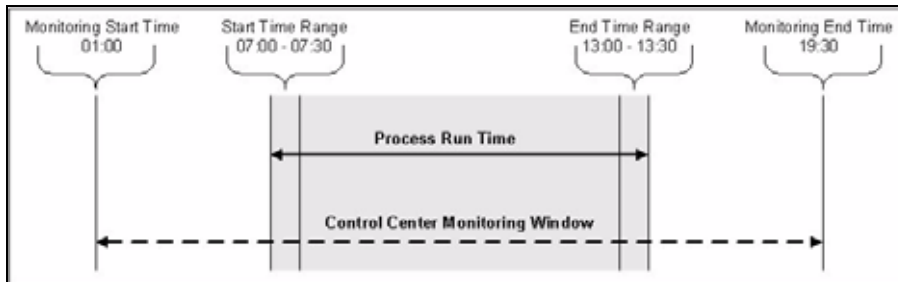 Monitoring Start Time
01:00
Start Time Range
07:00 - 07:30
End Time Range
13:00 - 13:30
Monitoring End Time
19:30
Process Run Time
Control Center Monitoring Window